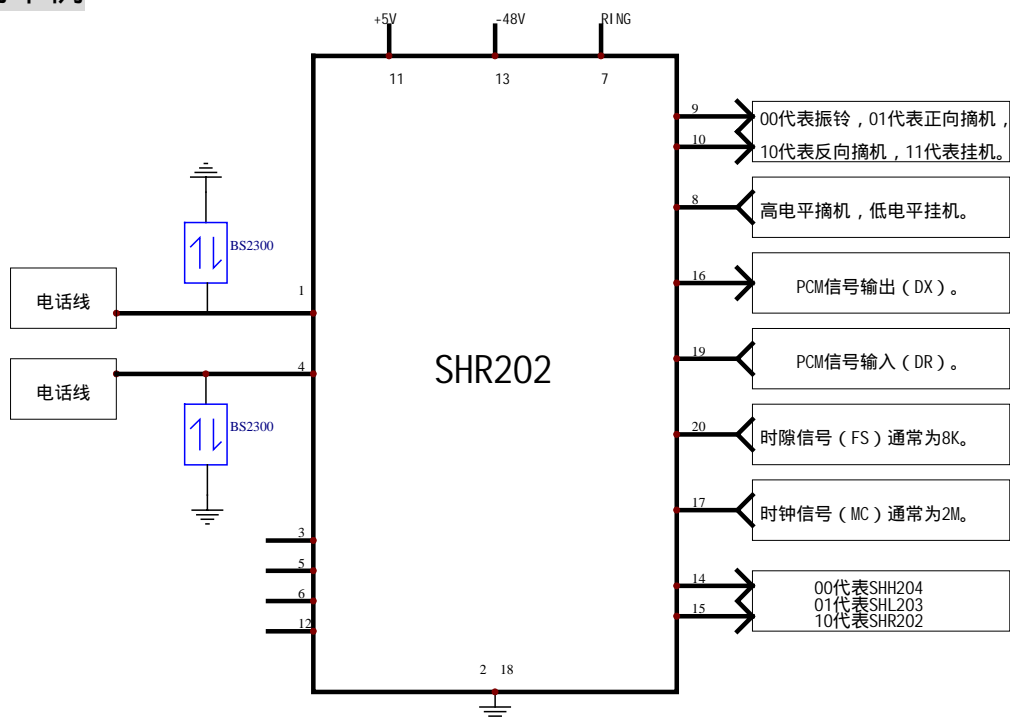 +5V
-48V
RING
11
13
7
9
00代表振铃，01代表正向摘机，
10
10代表反向摘机，11代表挂机。
8
高电平摘机，低电平挂机。
BS2300
16
PCM信号输出（DX）。
电话线
1
SHR202
19
PCM信号输入（DR）。
电话线
4
BS2300
20
时隙信号（FS）通常为8K。
17
时钟信号（MC）通常为2M。
3
5
14
00代表SHH204
6
01代表SHL203
15
10代表SHR202
12
2 18